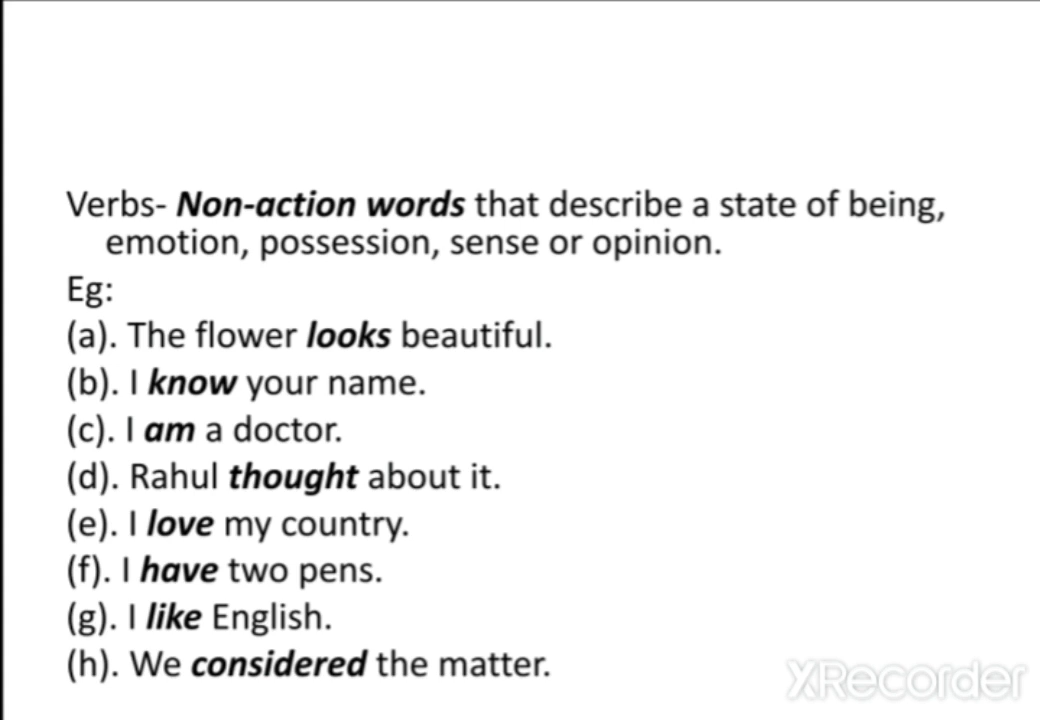 Verbs- Non-action words that describe a state of being,
emotion, possession, sense or opinion.
Eg:
(a). The flower looks beautiful.
(b). I know your name.
(c). I am a doctor.
(d). Rahul thought about it.
(e). I love my country.
(f). I have two pens.
(g). I like English.
(h). We considered the matter.
XRecorder